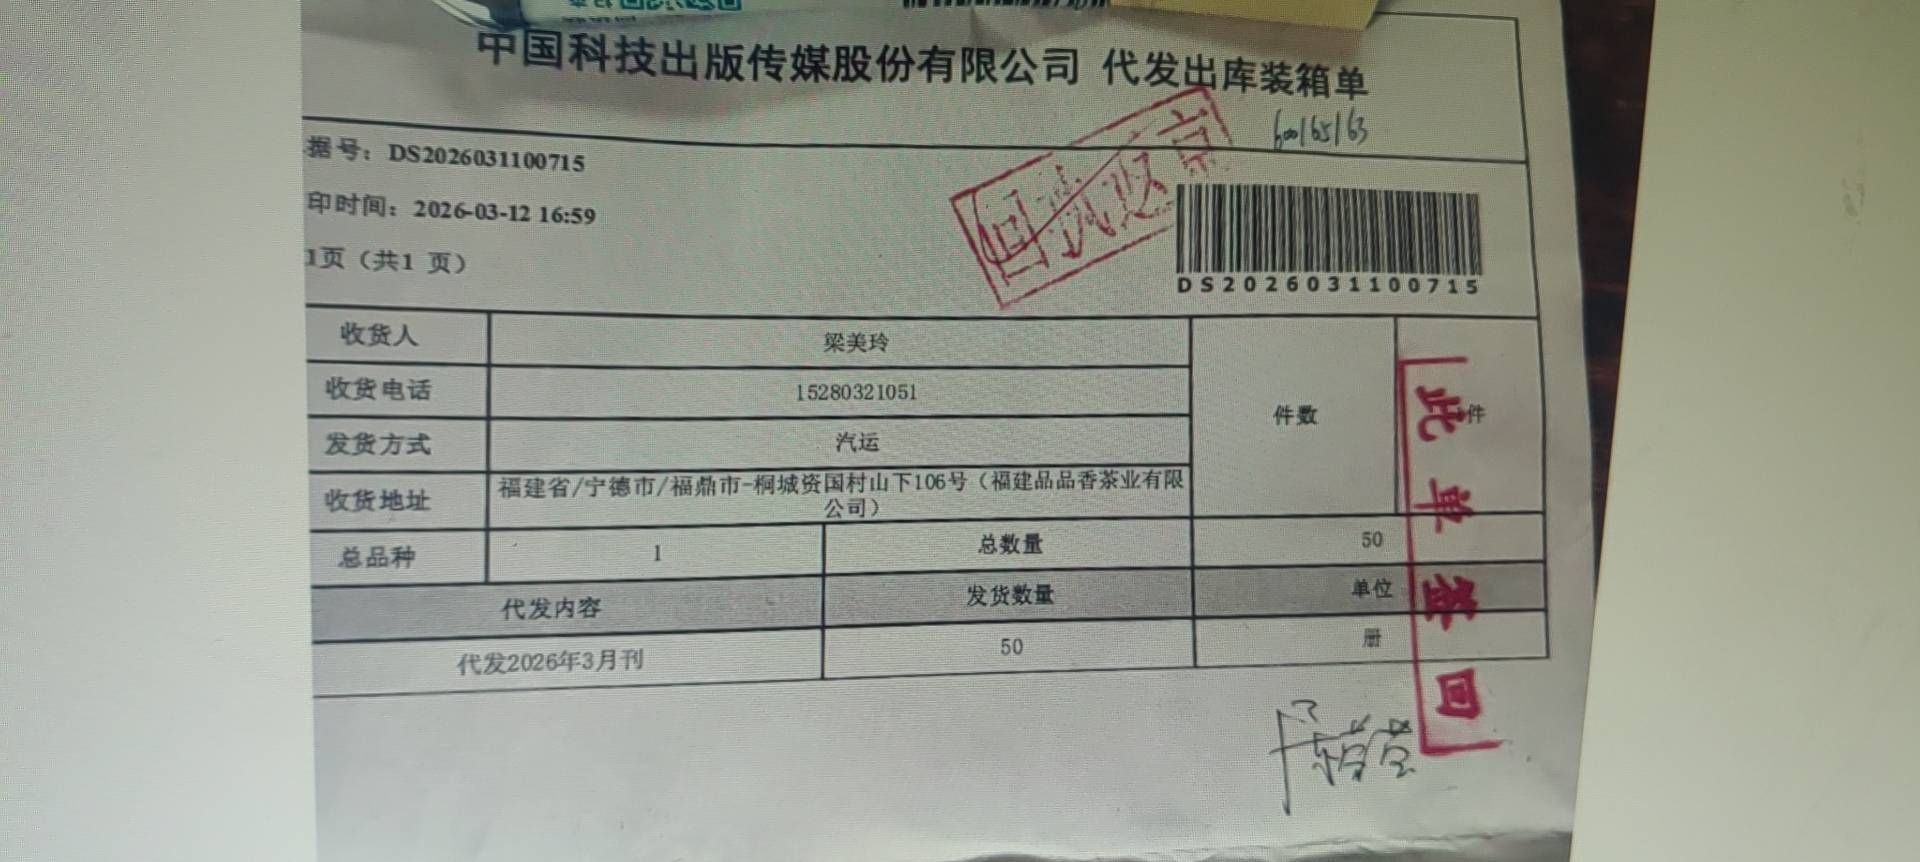 中国科技出版传媒股份有限公司 代发出库装箱单
600165163
据号：DS2026031100715
印时间：2026-03-12 16:59
1页（共1 页）
DS2026031100715
收货人 梁美玲
收货电话 15280321051
发货方式 汽运
件数 件
收货地址 福建省/宁德市/福鼎市-桐城资国村山下106号（福建品品香茶业有限
公司）
总品种 1 总数量 50
代发内容 发货数量 单位
代发2026年3月刊 50 册
此单签回